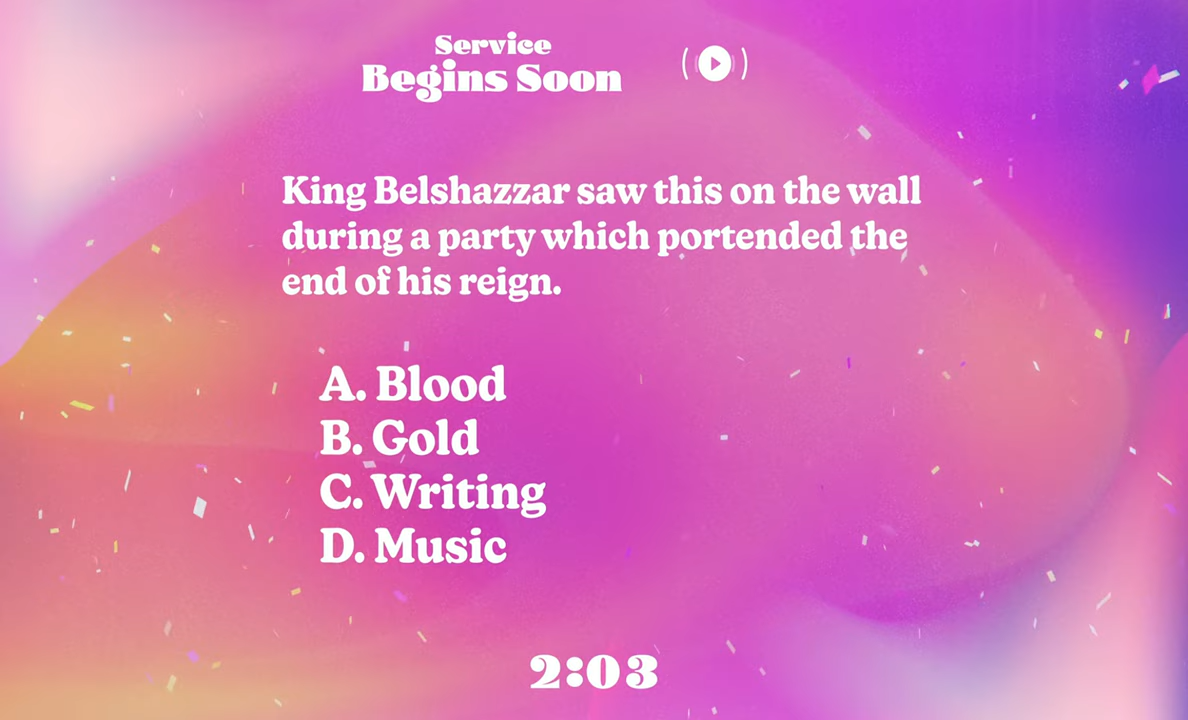 Service
Begins Soon
King Belshazzar saw this on the wall
during a party which portended the
end of his reign.
A. Blood
B. Gold
C. Writing
D. Music
2:03